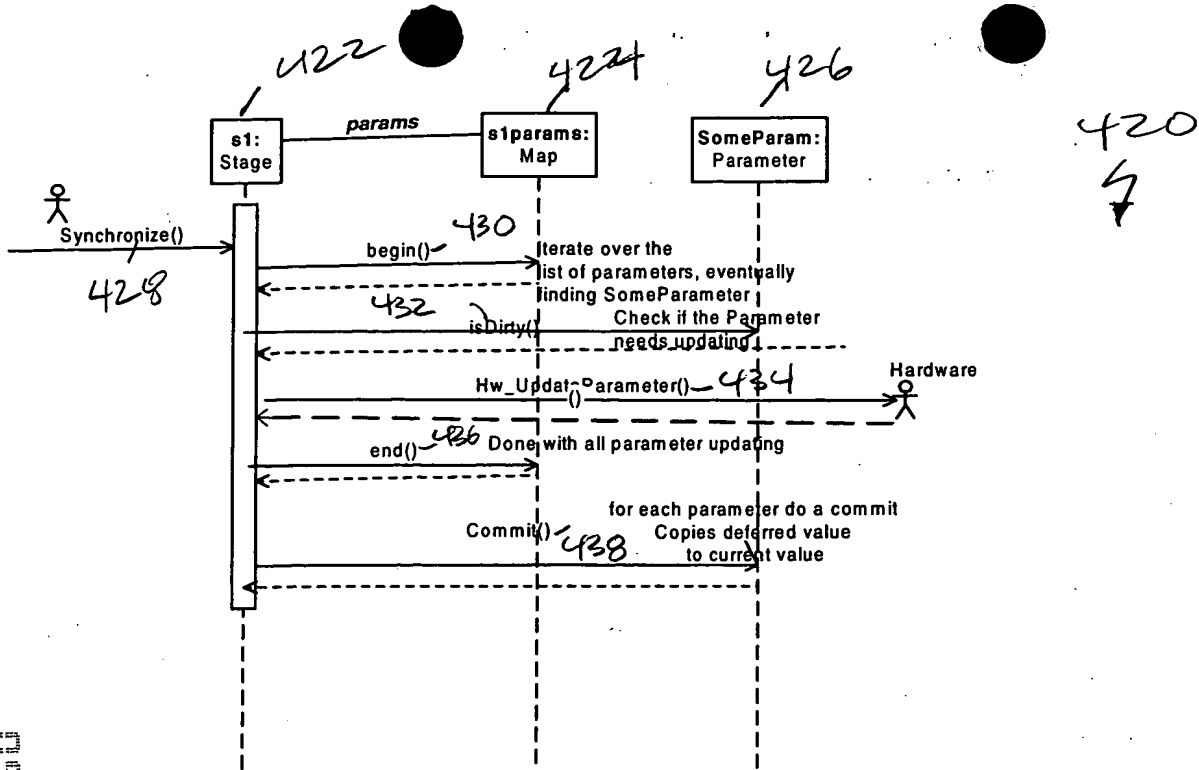 422
424
426
420
s1:
Stage
params
s1params:
Map
SomeParam:
Parameter
Synchronize()
428
begin()
430
Iterate over the
list of parameters, eventually
finding SomeParameter
432
isDirty()
Check if the Parameter
needs updating
Hw_UpdateParameter()
()
434
Hardware
end()
436
Done with all parameter updating
for each parameter do a commit
Commit()
438
Copies deferred value
to current value